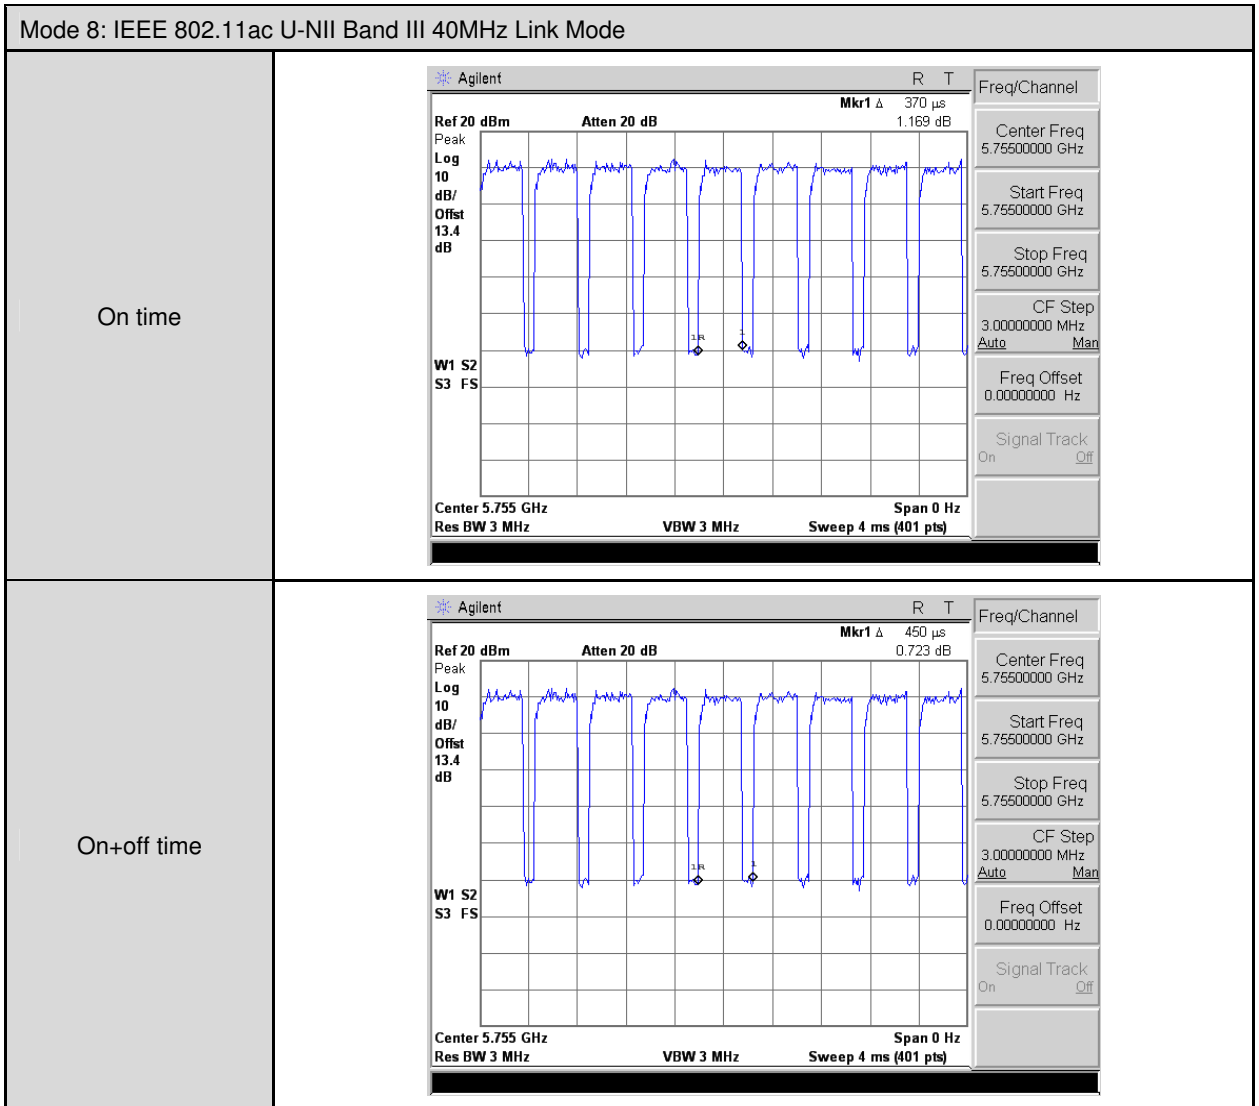 Mode 8: IEEE 802.11ac U-NII Band III 40MHz Link Mode
On time
Agilent R T
Mkr1 Δ 370 µs
Ref 20 dBm Atten 20 dB 1.169 dB
Peak
Log
10
dB/
Offst
13.4
dB
1R 1
W1 S2
S3 FS
Center 5.755 GHz Span 0 Hz
Res BW 3 MHz VBW 3 MHz Sweep 4 ms (401 pts)
Freq/Channel
Center Freq
5.75500000 GHz
Start Freq
5.75500000 GHz
Stop Freq
5.75500000 GHz
CF Step
3.00000000 MHz
Auto Man
Freq Offset
0.00000000 Hz
Signal Track
On Off
On+off time
Agilent R T
Mkr1 Δ 450 µs
Ref 20 dBm Atten 20 dB 0.723 dB
Peak
Log
10
dB/
Offst
13.4
dB
1R 1
W1 S2
S3 FS
Center 5.755 GHz Span 0 Hz
Res BW 3 MHz VBW 3 MHz Sweep 4 ms (401 pts)
Freq/Channel
Center Freq
5.75500000 GHz
Start Freq
5.75500000 GHz
Stop Freq
5.75500000 GHz
CF Step
3.00000000 MHz
Auto Man
Freq Offset
0.00000000 Hz
Signal Track
On Off